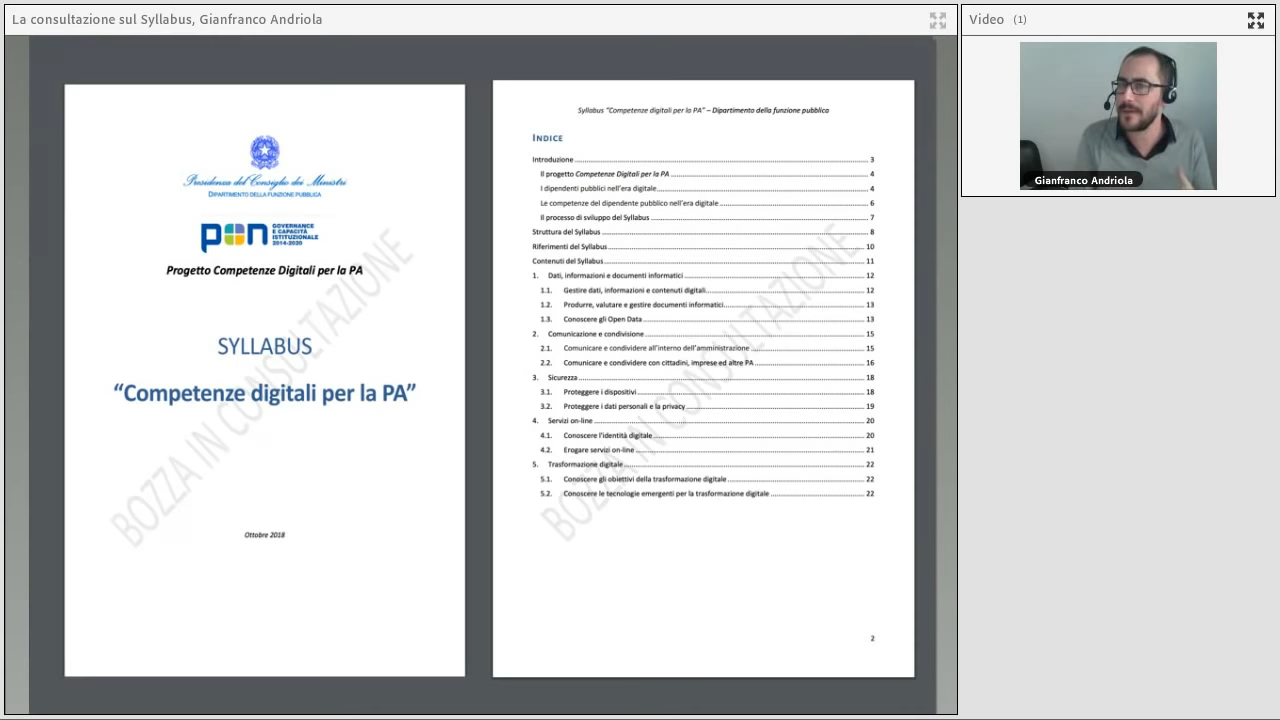 La consultazione sul Syllabus, Gianfranco Andriola
Presidenza del Consiglio dei Ministri
DIPARTIMENTO DELLA FUNZIONE PUBBLICA
pon GOVERNANCE
E CAPACITÀ
ISTITUZIONALE
2014-2020
Progetto Competenze Digitali per la PA
SYLLABUS
“Competenze digitali per la PA”
BOZZA IN CONSULTAZIONE
Ottobre 2018
Syllabus “Competenze digitali per la PA” – Dipartimento della funzione pubblica
INDICE
Introduzione 3
Il progetto Competenze Digitali per la PA 4
I dipendenti pubblici nell’era digitale 4
Le competenze del dipendente pubblico nell’era digitale 6
Il processo di sviluppo del Syllabus 7
Struttura del Syllabus 8
Riferimenti del Syllabus 10
Contenuti del Syllabus 11
1. Dati, informazioni e documenti informatici 12
1.1. Gestire dati, informazioni e contenuti digitali 12
1.2. Produrre, valutare e gestire documenti informatici 13
1.3. Conoscere gli Open Data 13
2. Comunicazione e condivisione 15
2.1. Comunicare e condividere all’interno dell’amministrazione 15
2.2. Comunicare e condividere con cittadini, imprese ed altre PA 16
3. Sicurezza 18
3.1. Proteggere i dispositivi 18
3.2. Proteggere i dati personali e la privacy 19
4. Servizi on-line 20
4.1. Conoscere l’identità digitale 20
4.2. Erogare servizi on-line 21
5. Trasformazione digitale 22
5.1. Conoscere gli obiettivi della trasformazione digitale 22
5.2. Conoscere le tecnologie emergenti per la trasformazione digitale 22
BOZZA IN CONSULTAZIONE
2
Video (1)
Gianfranco Andriola